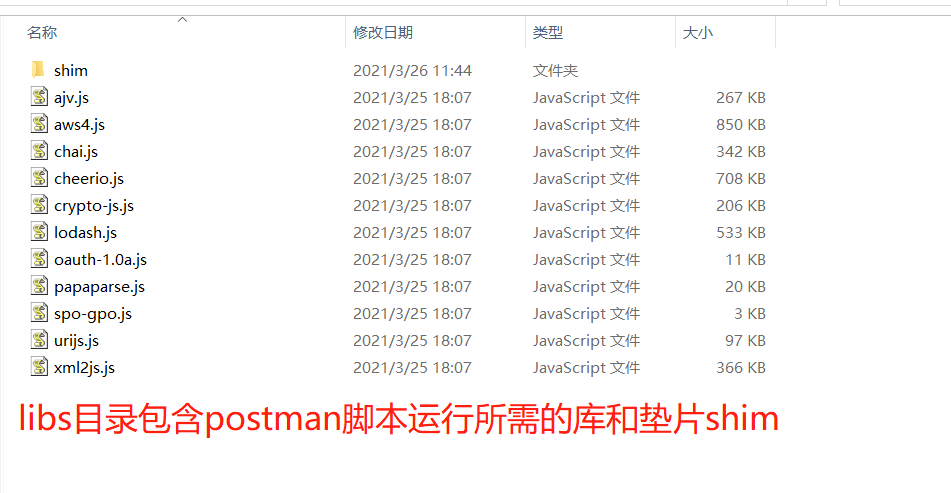 名称 修改日期 类型 大小
shim 2021/3/26 11:44 文件夹
ajv.js 2021/3/25 18:07 JavaScript 文件 267 KB
aws4.js 2021/3/25 18:07 JavaScript 文件 850 KB
chai.js 2021/3/25 18:07 JavaScript 文件 342 KB
cheerio.js 2021/3/25 18:07 JavaScript 文件 708 KB
crypto-js.js 2021/3/25 18:07 JavaScript 文件 206 KB
lodash.js 2021/3/25 18:07 JavaScript 文件 533 KB
oauth-1.0a.js 2021/3/25 18:07 JavaScript 文件 11 KB
papaparse.js 2021/3/25 18:07 JavaScript 文件 20 KB
spo-gpo.js 2021/3/25 18:07 JavaScript 文件 3 KB
urijs.js 2021/3/25 18:07 JavaScript 文件 97 KB
xml2js.js 2021/3/25 18:07 JavaScript 文件 366 KB
libs目录包含postman脚本运行所需的库和垫片shim